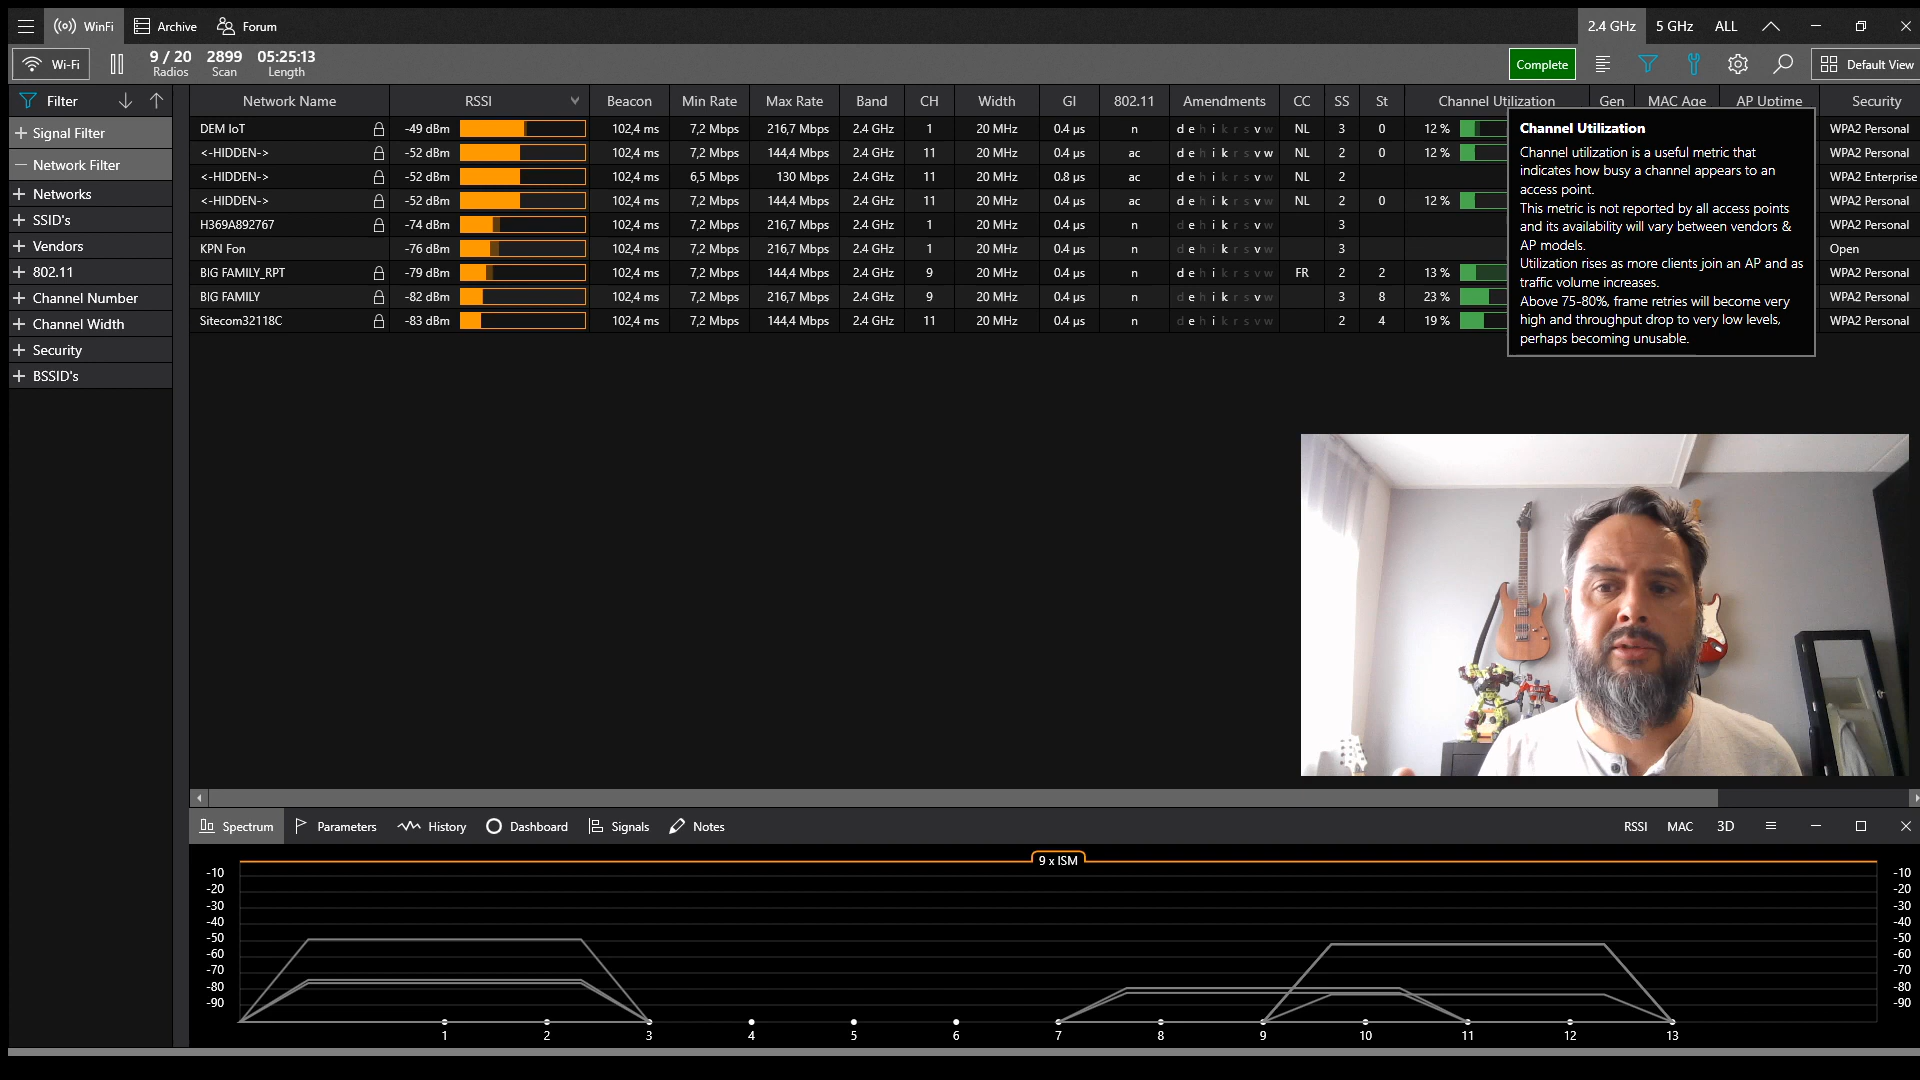 WinFi Archive Forum 2.4 GHz 5 GHz ALL
Wi-Fi 9 / 20 2899 05:25:13 Complete Default View
Radios Scan Length
Filter Network Name RSSI Beacon Min Rate Max Rate Band CH Width GI 802.11 Amendments CC SS St Channel Utilization Gen MAC Age AP Uptime Security
Signal Filter
Network Filter
Networks
SSID's
Vendors
802.11
Channel Number
Channel Width
Security
BSSID's
DEM IoT -49 dBm 102,4 ms 7,2 Mbps 216,7 Mbps 2.4 GHz 1 20 MHz 0.4 µs n d e h i k r s v w NL 3 0 12 % WPA2 Personal
<-HIDDEN-> -52 dBm 102,4 ms 7,2 Mbps 144,4 Mbps 2.4 GHz 11 20 MHz 0.4 µs ac d e h i k r s v w NL 2 0 12 % WPA2 Personal
<-HIDDEN-> -52 dBm 102,4 ms 6,5 Mbps 130 Mbps 2.4 GHz 11 20 MHz 0.8 µs ac d e h i k r s v w NL 2 WPA2 Enterprise
<-HIDDEN-> -52 dBm 102,4 ms 7,2 Mbps 144,4 Mbps 2.4 GHz 11 20 MHz 0.4 µs ac d e h i k r s v w NL 2 0 12 % WPA2 Personal
H369A892767 -74 dBm 102,4 ms 7,2 Mbps 216,7 Mbps 2.4 GHz 1 20 MHz 0.4 µs n d e h i k r s v w 3 WPA2 Personal
KPN Fon -76 dBm 102,4 ms 7,2 Mbps 216,7 Mbps 2.4 GHz 1 20 MHz 0.4 µs n d e h i k r s v w 3 Open
BIG FAMILY_RPT -79 dBm 102,4 ms 7,2 Mbps 144,4 Mbps 2.4 GHz 9 20 MHz 0.4 µs n d e h i k r s v w FR 2 2 13 % WPA2 Personal
BIG FAMILY -82 dBm 102,4 ms 7,2 Mbps 216,7 Mbps 2.4 GHz 9 20 MHz 0.4 µs n d e h i k r s v w 3 8 23 % WPA2 Personal
Sitecom32118C -83 dBm 102,4 ms 7,2 Mbps 144,4 Mbps 2.4 GHz 11 20 MHz 0.4 µs n d e h i k r s v w 2 4 19 % WPA2 Personal
Channel Utilization
Channel utilization is a useful metric that
indicates how busy a channel appears to an
access point.
This metric is not reported by all access points
and its availability will vary between vendors &
AP models.
Utilization rises as more clients join an AP and as
traffic volume increases.
Above 75-80%, frame retries will become very
high and throughput drop to very low levels,
perhaps becoming unusable.
Spectrum Parameters History Dashboard Signals Notes RSSI MAC 3D
9 x ISM
-10 -10
-20 -20
-30 -30
-40 -40
-50 -50
-60 -60
-70 -70
-80 -80
-90 -90
1 2 3 4 5 6 7 8 9 10 11 12 13